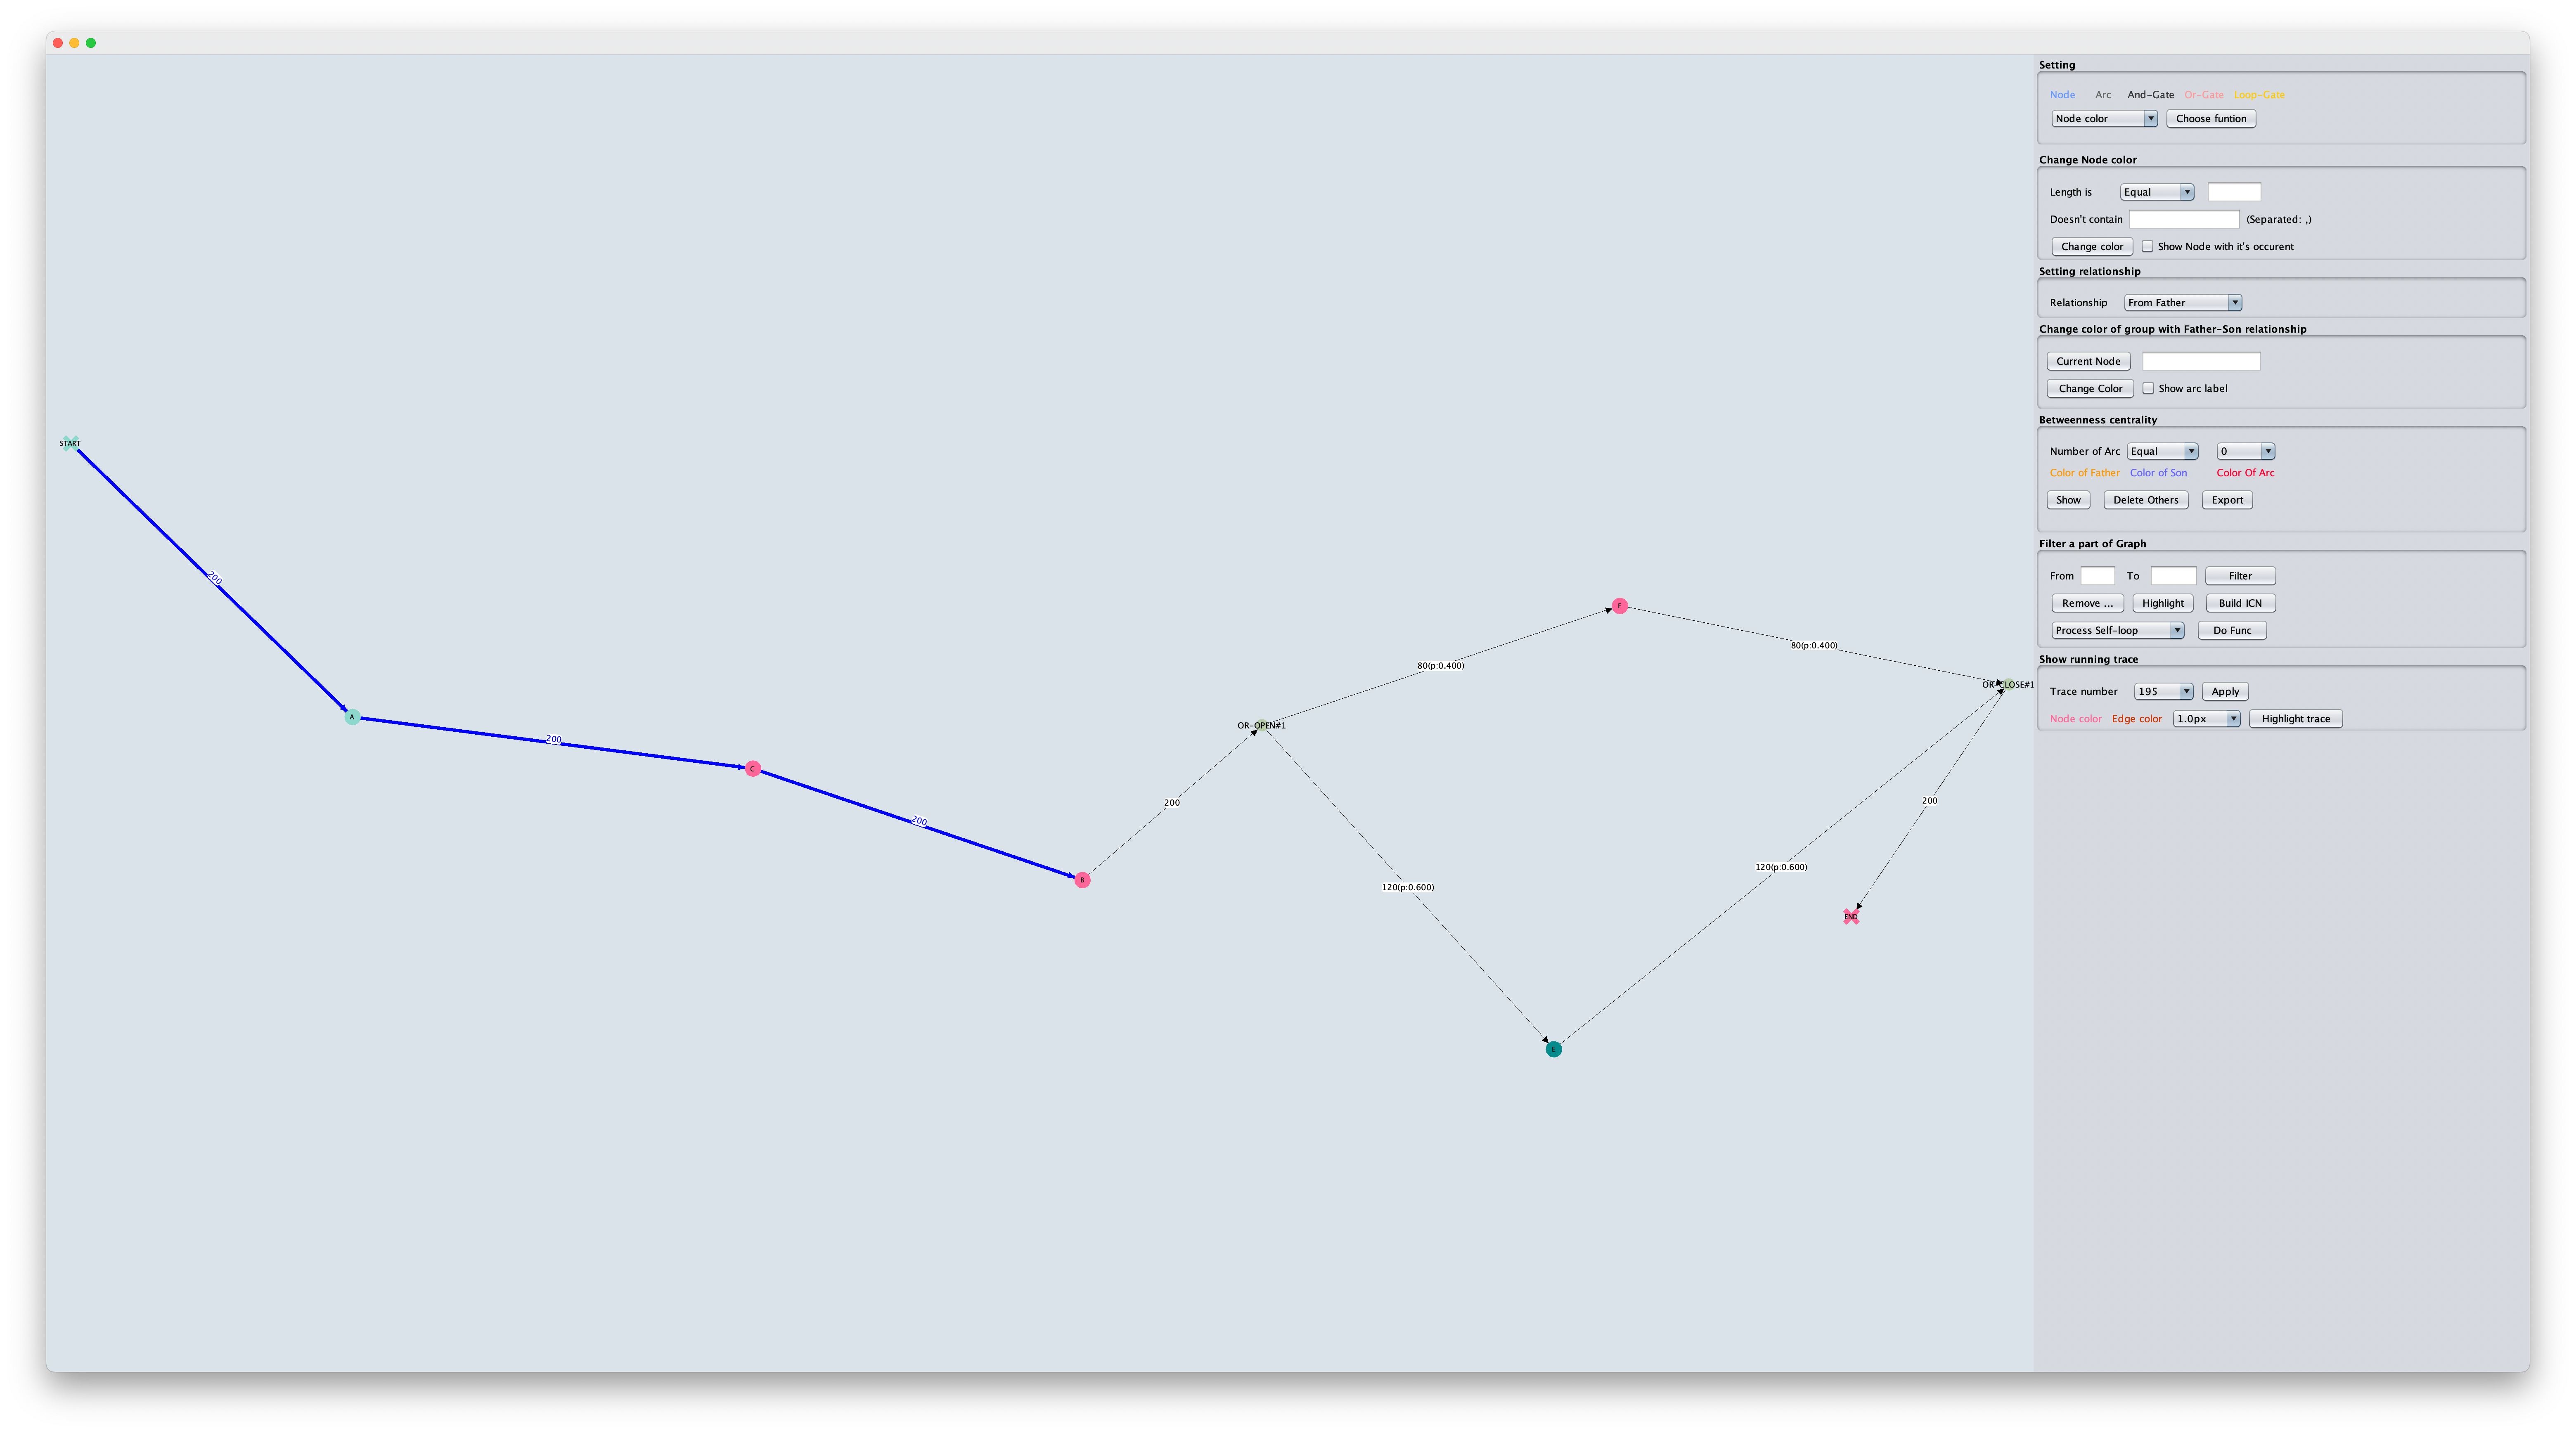 Setting
Node Arc And-Gate Or-Gate Loop-Gate
Node color Choose funtion
Change Node color
Length is Equal
Doesn't contain (Separated: ,)
Change color Show Node with it's occurent
Setting relationship
Relationship From Father
Change color of group with Father-Son relationship
Current Node
Change Color Show arc label
Betweenness centrality
Number of Arc Equal 0
Color of Father Color of Son Color Of Arc
Show Delete Others Export
Filter a part of Graph
From To Filter
Remove ... Highlight Build ICN
Process Self-loop Do Func
Show running trace
Trace number 195 Apply
Node color Edge color 1.0px Highlight trace
START
200
A
200
C
200
B
200
OR-OPEN#1
80(p:0.400)
F
80(p:0.400)
OR-CLOSE#1
120(p:0.600)
E
120(p:0.600)
200
END